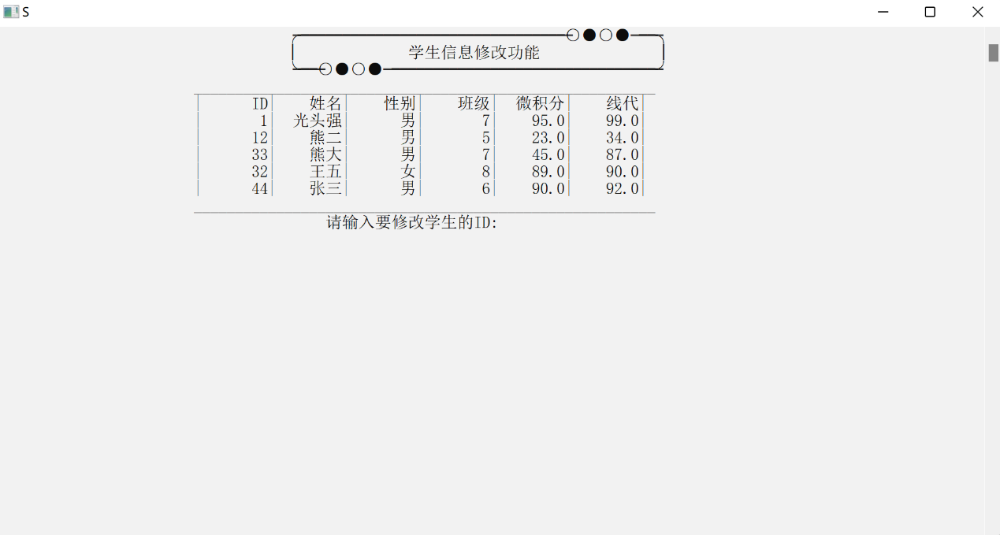 S
学生信息修改功能
ID 姓名 性别 班级 微积分 线代
1 光头强 男 7 95.0 99.0
12 熊二 男 5 23.0 34.0
33 熊大 男 7 45.0 87.0
32 王五 女 8 89.0 90.0
44 张三 男 6 90.0 92.0
请输入要修改学生的ID: